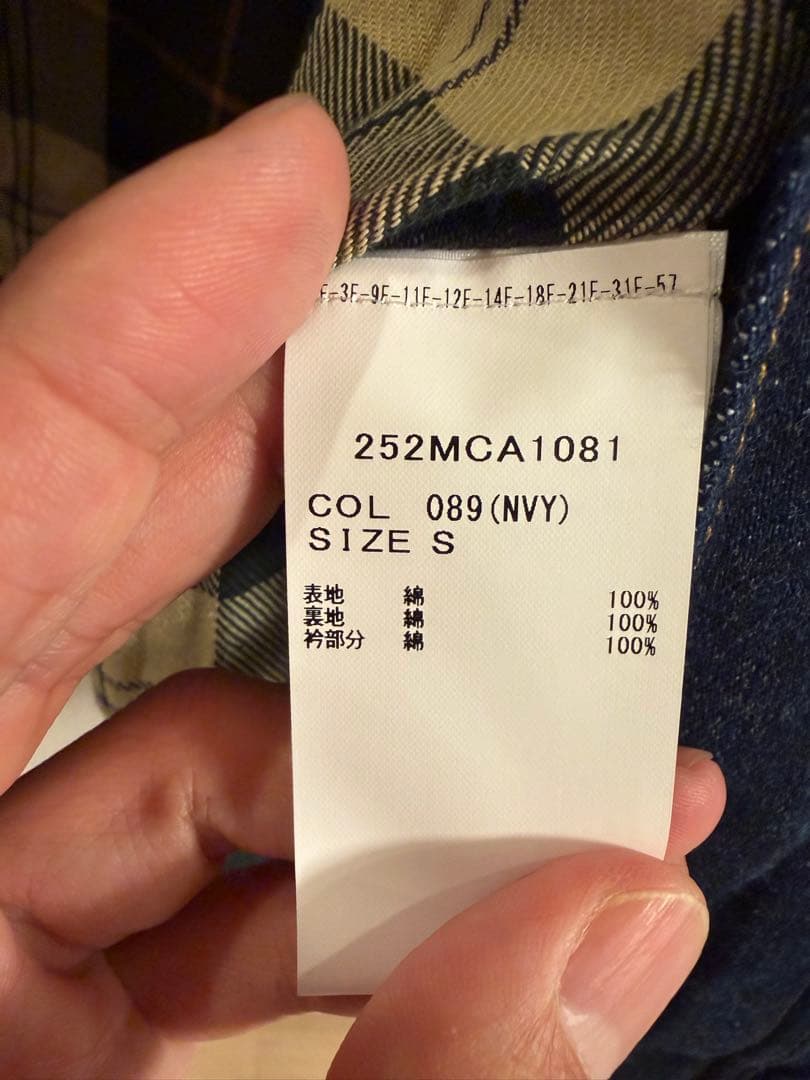 E-3F-9F-11F-12F-14F-18F-21F-31F-57
252MCA1081
COL 089(NVY)
SIZE S
表地 綿 100%
裏地 綿 100%
衿部分 綿 100%